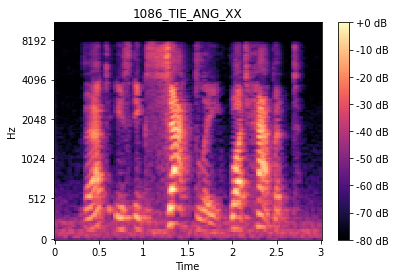 1086_TIE_ANG_XX
+0 dB
8192
-10 dB
4096
-20 dB
-30 dB
2048
Hz
-40 dB
1024
-50 dB
512
-60 dB
-70 dB
0
-80 dB
0 0.5 1 1.5 2 2.5 3
Time